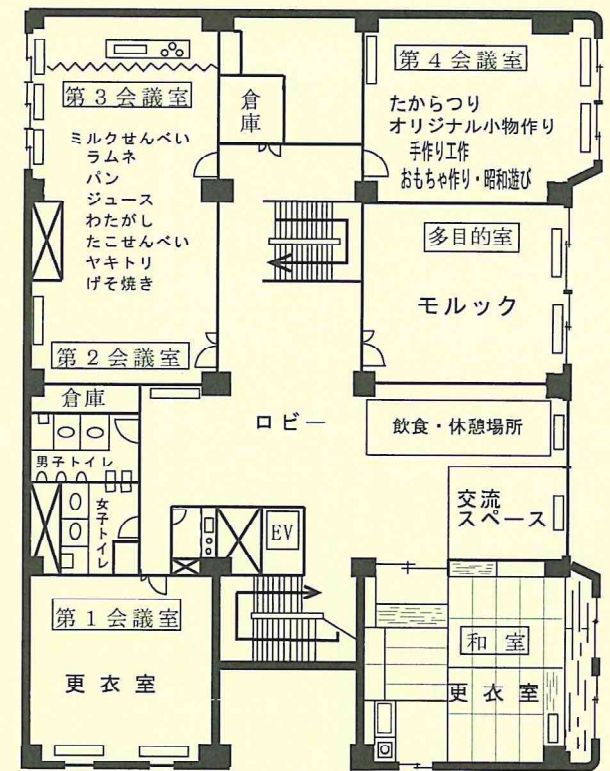 第3会議室
ミルクせんべい
ラムネ
パン
ジュース
わたがし
たこせんべい
ヤキトリ
げそ焼き
第2会議室
倉庫
第4会議室
たからつり
オリジナル小物作り
手作り工作
おもちゃ作り・昭和遊び
多目的室
モルック
倉庫
男子トイレ
女子トイレ
ロビー
飲食・休憩場所
交流
スペース
EV
第1会議室
更衣室
和室
更衣室